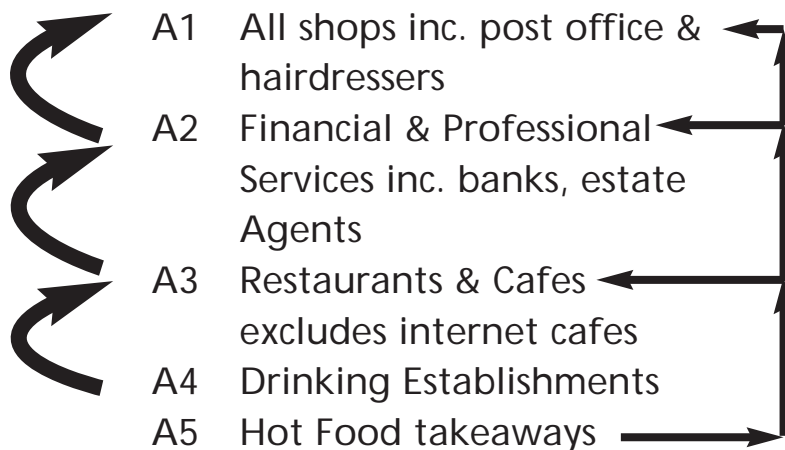 A1 All shops inc. post office &
hairdressers
A2 Financial & Professional
Services inc. banks, estate
Agents
A3 Restaurants & Cafes
excludes internet cafes
A4 Drinking Establishments
A5 Hot Food takeaways